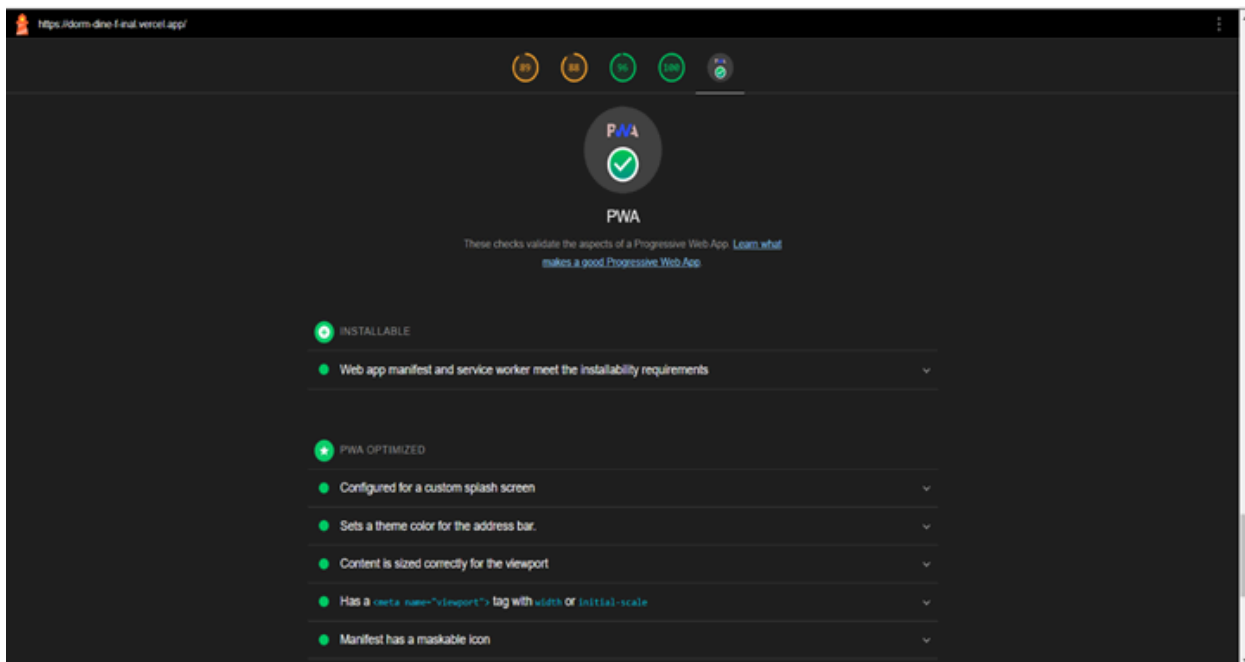 https://dorm-dine-f-inal.vercel.app/
89 88 96 100
PWA
PWA
These checks validate the aspects of a Progressive Web App. Learn what
makes a good Progressive Web App.
INSTALLABLE
Web app manifest and service worker meet the installability requirements
PWA OPTIMIZED
Configured for a custom splash screen
Sets a theme color for the address bar.
Content is sized correctly for the viewport
Has a <meta name="viewport"> tag with width or initial-scale
Manifest has a maskable icon